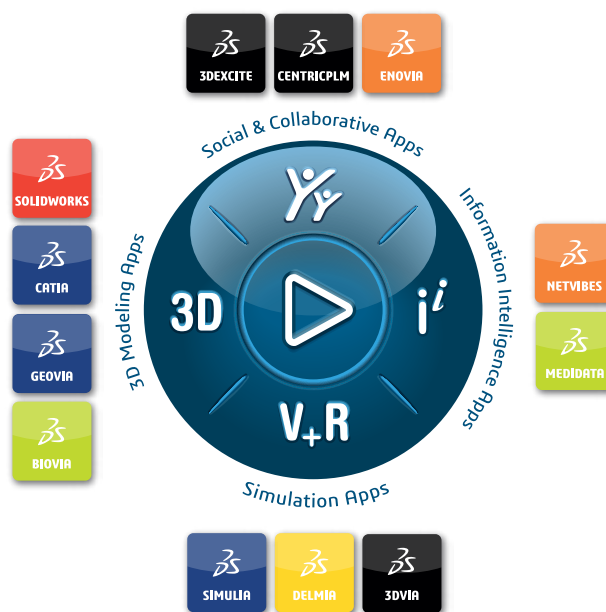 3DEXCITE
CENTRICPLM
ENOVIA
Social & Collaborative Apps
SOLIDWORKS
CATIA
GEOVIA
BIOVIA
3D Modeling Apps
3D
i i
V+R
Information Intelligence Apps
NETVIBES
MEDIDATA
Simulation Apps
SIMULIA
DELMIA
3DVIA